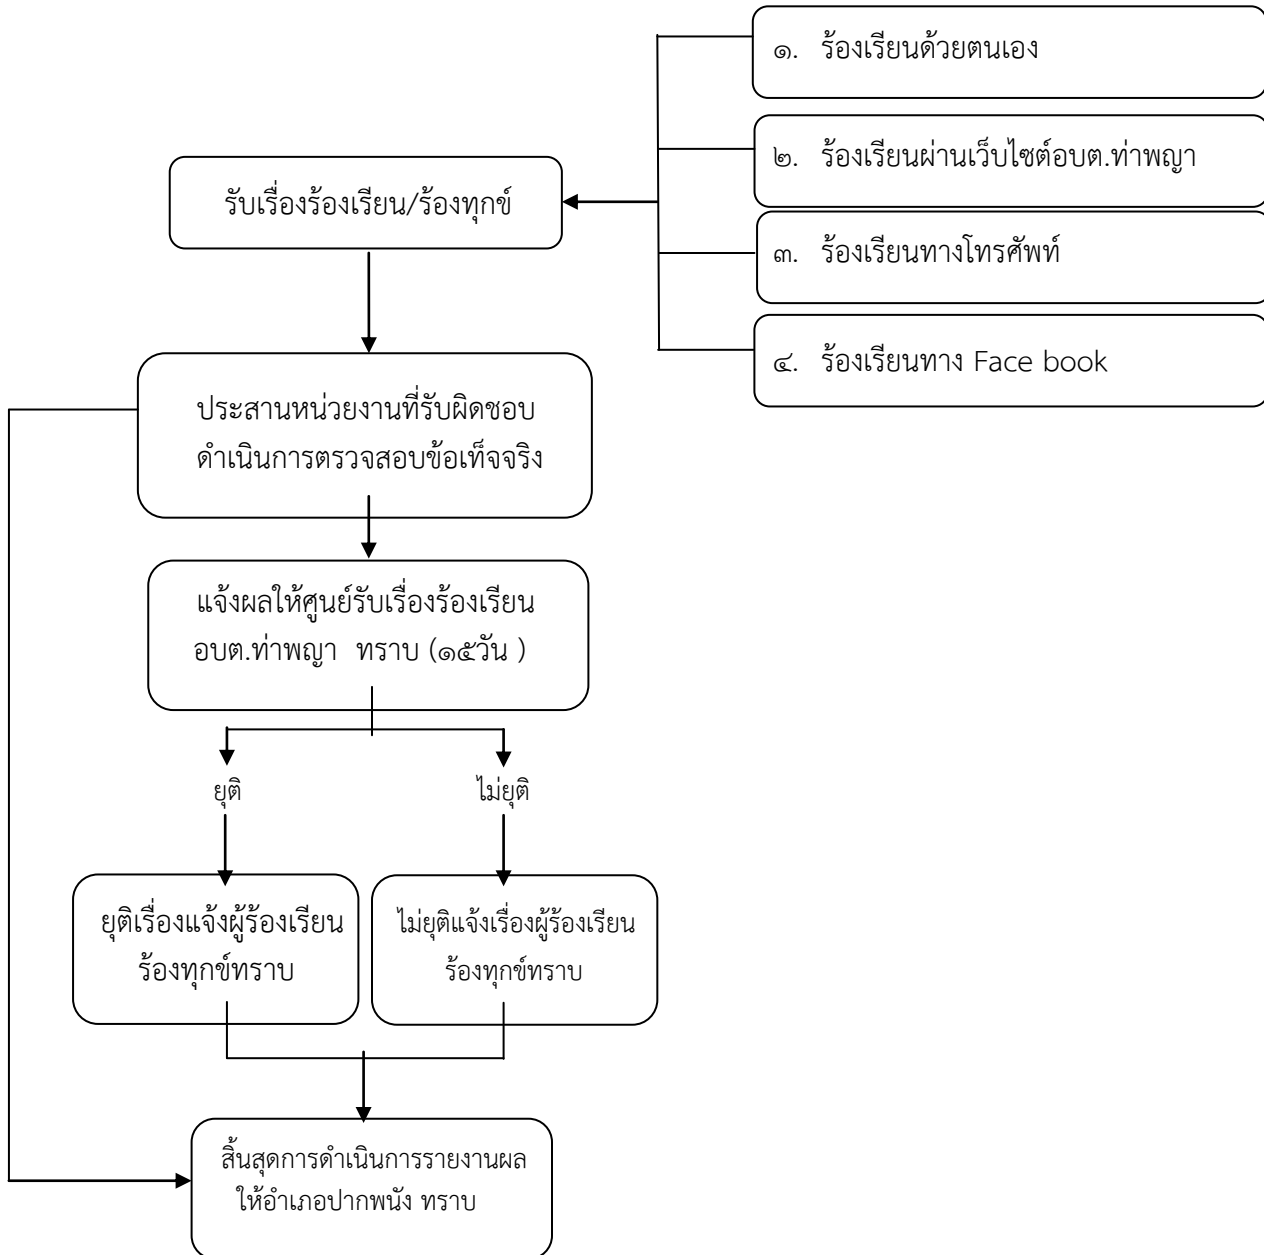 ๑. ร้องเรียนด้วยตนเอง
๒. ร้องเรียนผ่านเว็บไซต์อบต.ท่าพญา
รับเรื่องร้องเรียน/ร้องทุกข์
๓. ร้องเรียนทางโทรศัพท์
๔. ร้องเรียนทาง Face book
ประสานหน่วยงานที่รับผิดชอบ
ดำเนินการตรวจสอบข้อเท็จจริง
แจ้งผลให้ศูนย์รับเรื่องร้องเรียน
อบต.ท่าพญา ทราบ (๑๕วัน )
ยุติ
ไม่ยุติ
ยุติเรื่องแจ้งผู้ร้องเรียน
ร้องทุกข์ทราบ
ไม่ยุติแจ้งเรื่องผู้ร้องเรียน
ร้องทุกข์ทราบ
สิ้นสุดการดำเนินการรายงานผล
ให้อำเภอปากพนัง ทราบ